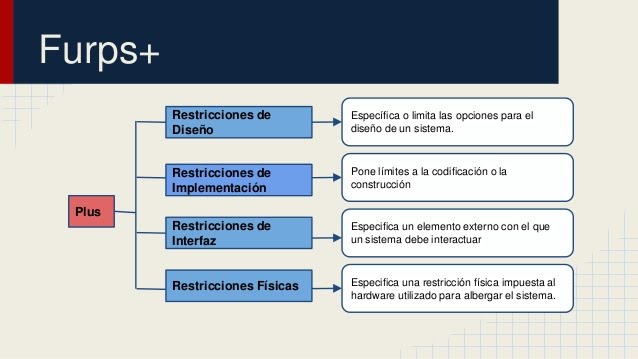 Furps+
Plus
Restricciones de
Diseño
Específica o limita las opciones para el
diseño de un sistema.
Restricciones de
Implementación
Pone límites a la codificación o la
construcción
Restricciones de
Interfaz
Especifica un elemento externo con el que
un sistema debe interactuar
Restricciones Físicas
Especifica una restricción física impuesta al
hardware utilizado para albergar el sistema.